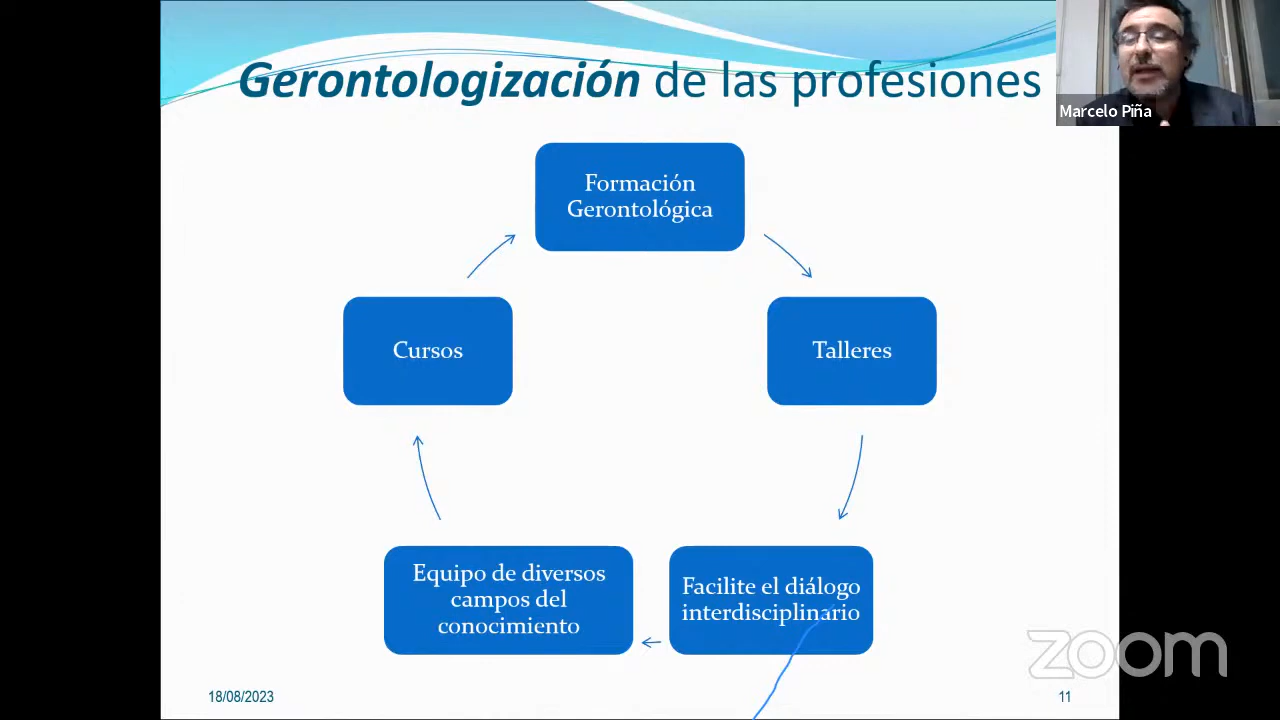 Gerontologización de las profesiones
Marcelo Piña
Formación
Gerontológica
Cursos
Talleres
Equipo de diversos
campos del
conocimiento
Facilite el diálogo
interdisciplinario
zoom
18/08/2023
11